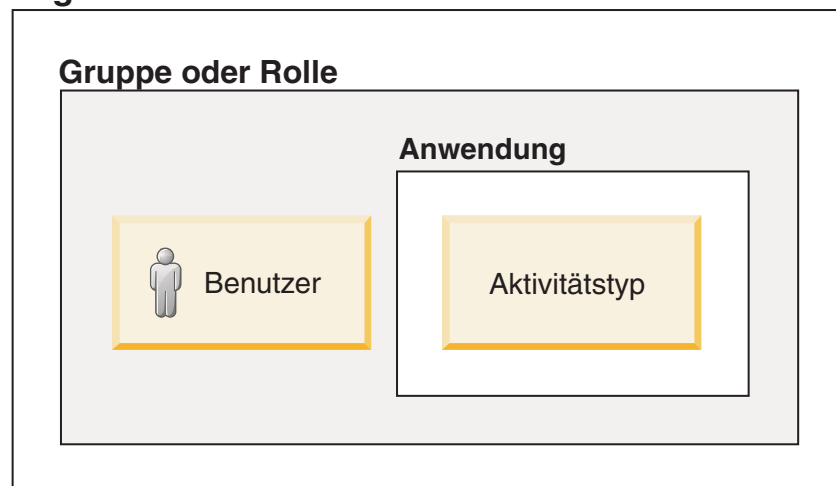 Gruppe oder Rolle
Anwendung
Benutzer
Aktivitätstyp